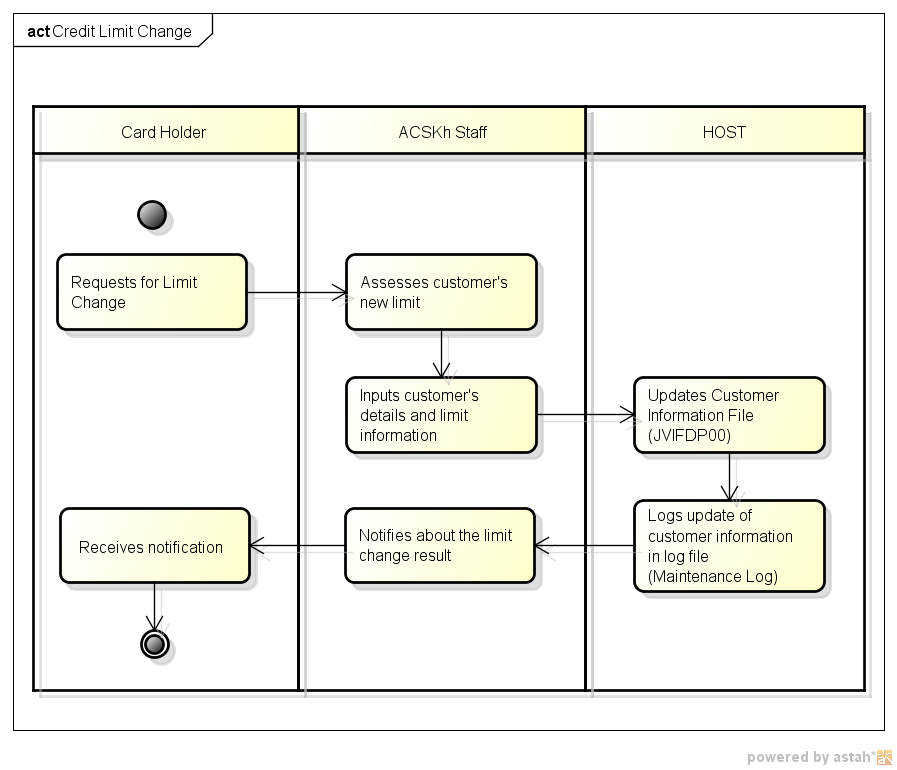 act Credit Limit Change
Card Holder
ACSKh Staff
HOST
Requests for Limit
Change
Assesses customer's
new limit
Inputs customer's
details and limit
information
Updates Customer
Information File
(JVIFDP00)
Logs update of
customer information
in log file
(Maintenance Log)
Notifies about the limit
change result
Receives notification
powered by astah*